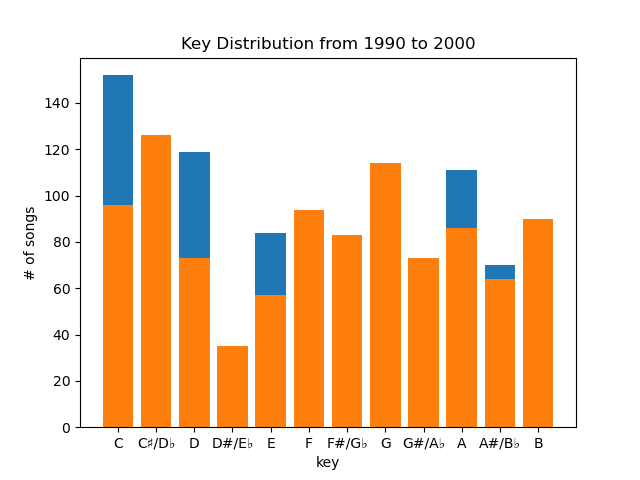 Key Distribution from 1990 to 2000
# of songs
140
120
100
80
60
40
20
0
C C♯/D♭ D D#/E♭ E F F#/G♭ G G#/A♭ A A#/B♭ B
key